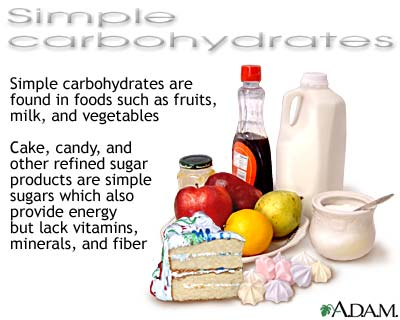 Simple
carbohydrates
Simple carbohydrates are
found in foods such as fruits,
milk, and vegetables
Cake, candy, and
other refined sugar
products are simple
sugars which also
provide energy
but lack vitamins,
minerals, and fiber
A.D.A.M.